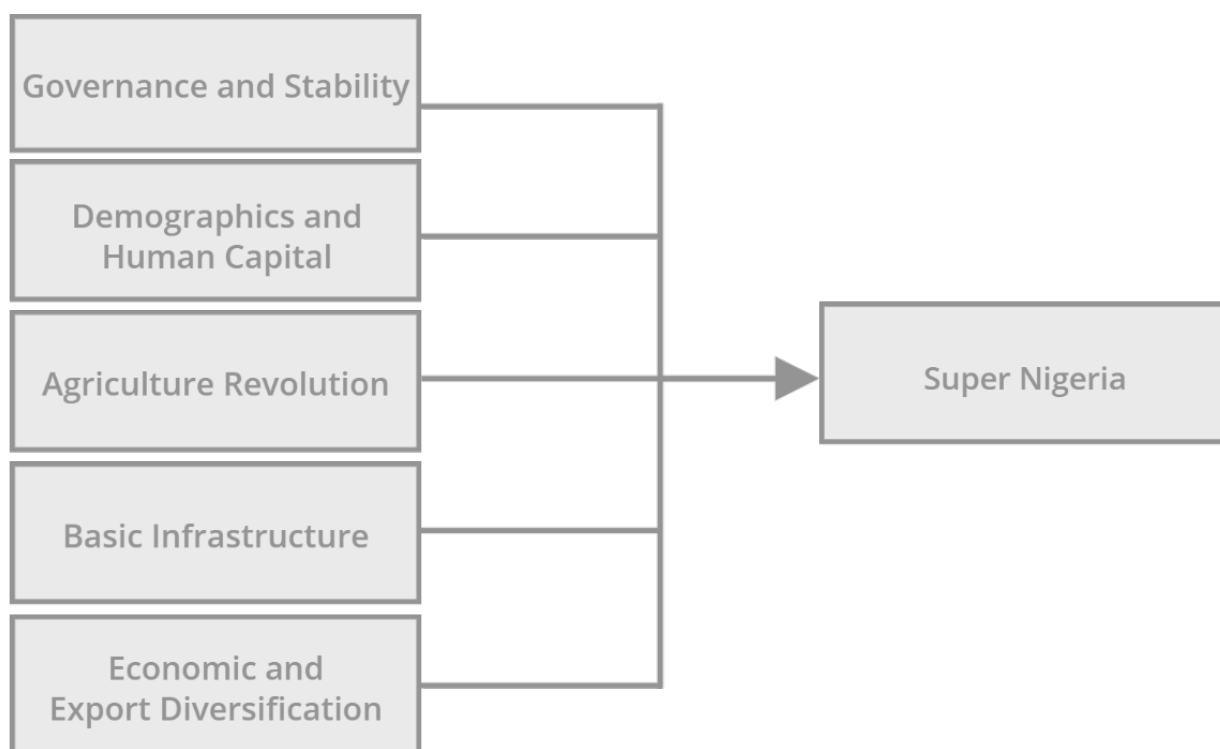 Governance and Stability
Demographics and
Human Capital
Agriculture Revolution
Basic Infrastructure
Economic and
Export Diversification
Super Nigeria